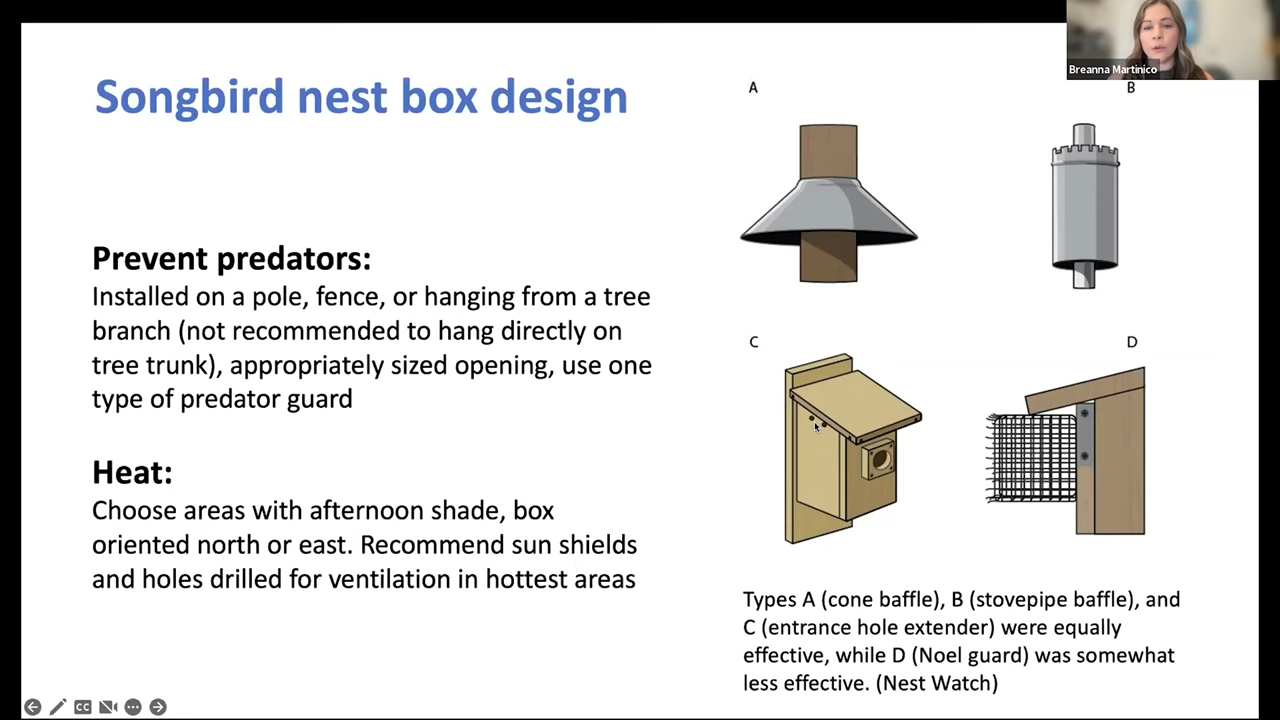 Songbird nest box design
Prevent predators:
Installed on a pole, fence, or hanging from a tree
branch (not recommended to hang directly on
tree trunk), appropriately sized opening, use one
type of predator guard
Heat:
Choose areas with afternoon shade, box
oriented north or east. Recommend sun shields
and holes drilled for ventilation in hottest areas
A
B
C
D
Types A (cone baffle), B (stovepipe baffle), and
C (entrance hole extender) were equally
effective, while D (Noel guard) was somewhat
less effective. (Nest Watch)
Breanna Martinico
CC